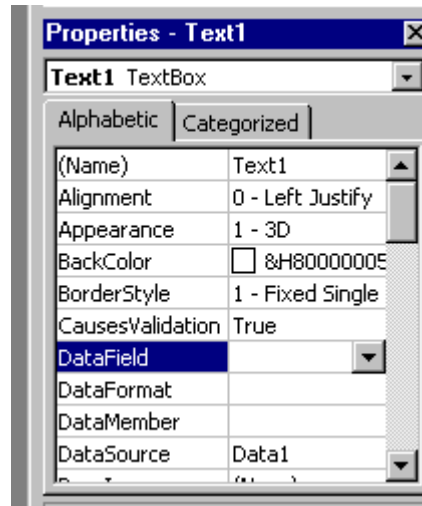 Properties - Text1
Text1 TextBox
Alphabetic Categorized
(Name) Text1
Alignment 0 - Left Justify
Appearance 1 - 3D
BackColor &H80000005
BorderStyle 1 - Fixed Single
CausesValidation True
DataField
DataFormat
DataMember
DataSource Data1